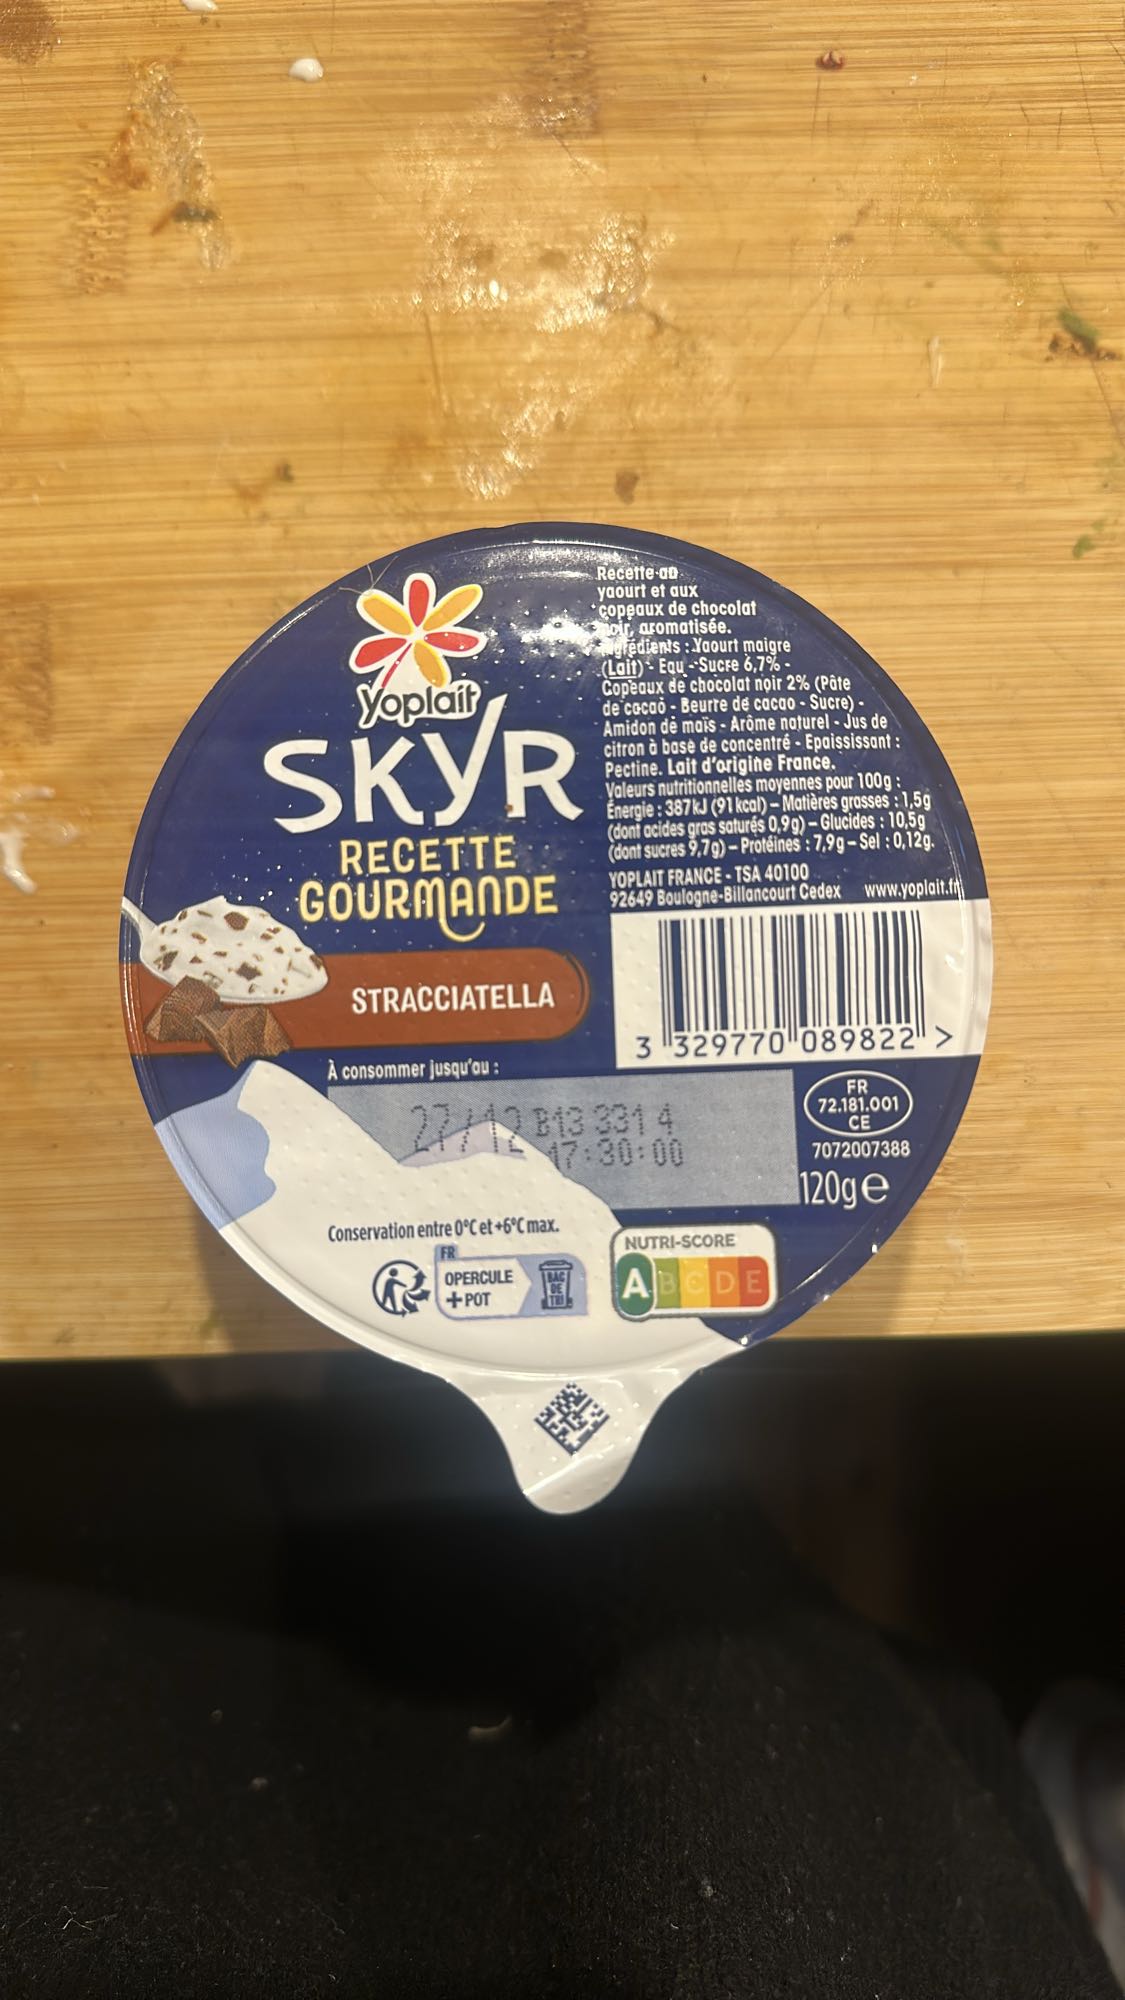 Yoplait
SKYR
RECETTE
GOURMANDE
STRACCIATELLA
Recette au
yaourt et aux
copeaux de chocolat
noir, aromatisée.
Ingrédients : Yaourt maigre
(Lait) - Eau - Sucre 6,7% -
Copeaux de chocolat noir 2% (Pâte
de cacao - Beurre de cacao - Sucre) -
Amidon de maïs - Arôme naturel - Jus de
citron à base de concentré - Epaississant :
Pectine. Lait d'origine France.
Valeurs nutritionnelles moyennes pour 100g :
Énergie : 387kJ (91 kcal) – Matières grasses : 1,5g
(dont acides gras saturés 0,9g) – Glucides : 10,5g
(dont sucres 9,7g) – Protéines : 7,9g – Sel : 0,12g.
YOPLAIT FRANCE - TSA 40100
92649 Boulogne-Billancourt Cedex www.yoplait.fr
3 329770 089822 >
À consommer jusqu'au :
27/12 B13 331 4
17:30:00
FR
72.181.001
CE
7072007388
120g e
Conservation entre 0°C et +6°C max.
FR
OPERCULE
+ POT
BAC
DE
TRI
NUTRI-SCORE
A B C D E